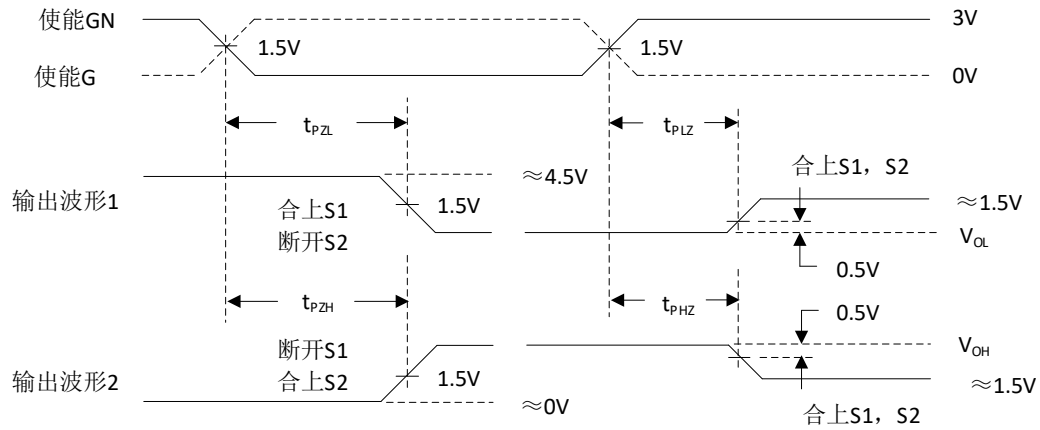 使能GN
1.5V
1.5V
3V
使能G
0V
tPZL
tPLZ
合上S1，S2
≈4.5V
输出波形1
合上S1
1.5V
≈1.5V
断开S2
VOL
0.5V
tPZH
tPHZ
0.5V
断开S1
VOH
输出波形2
合上S2
1.5V
≈1.5V
≈0V
合上S1，S2